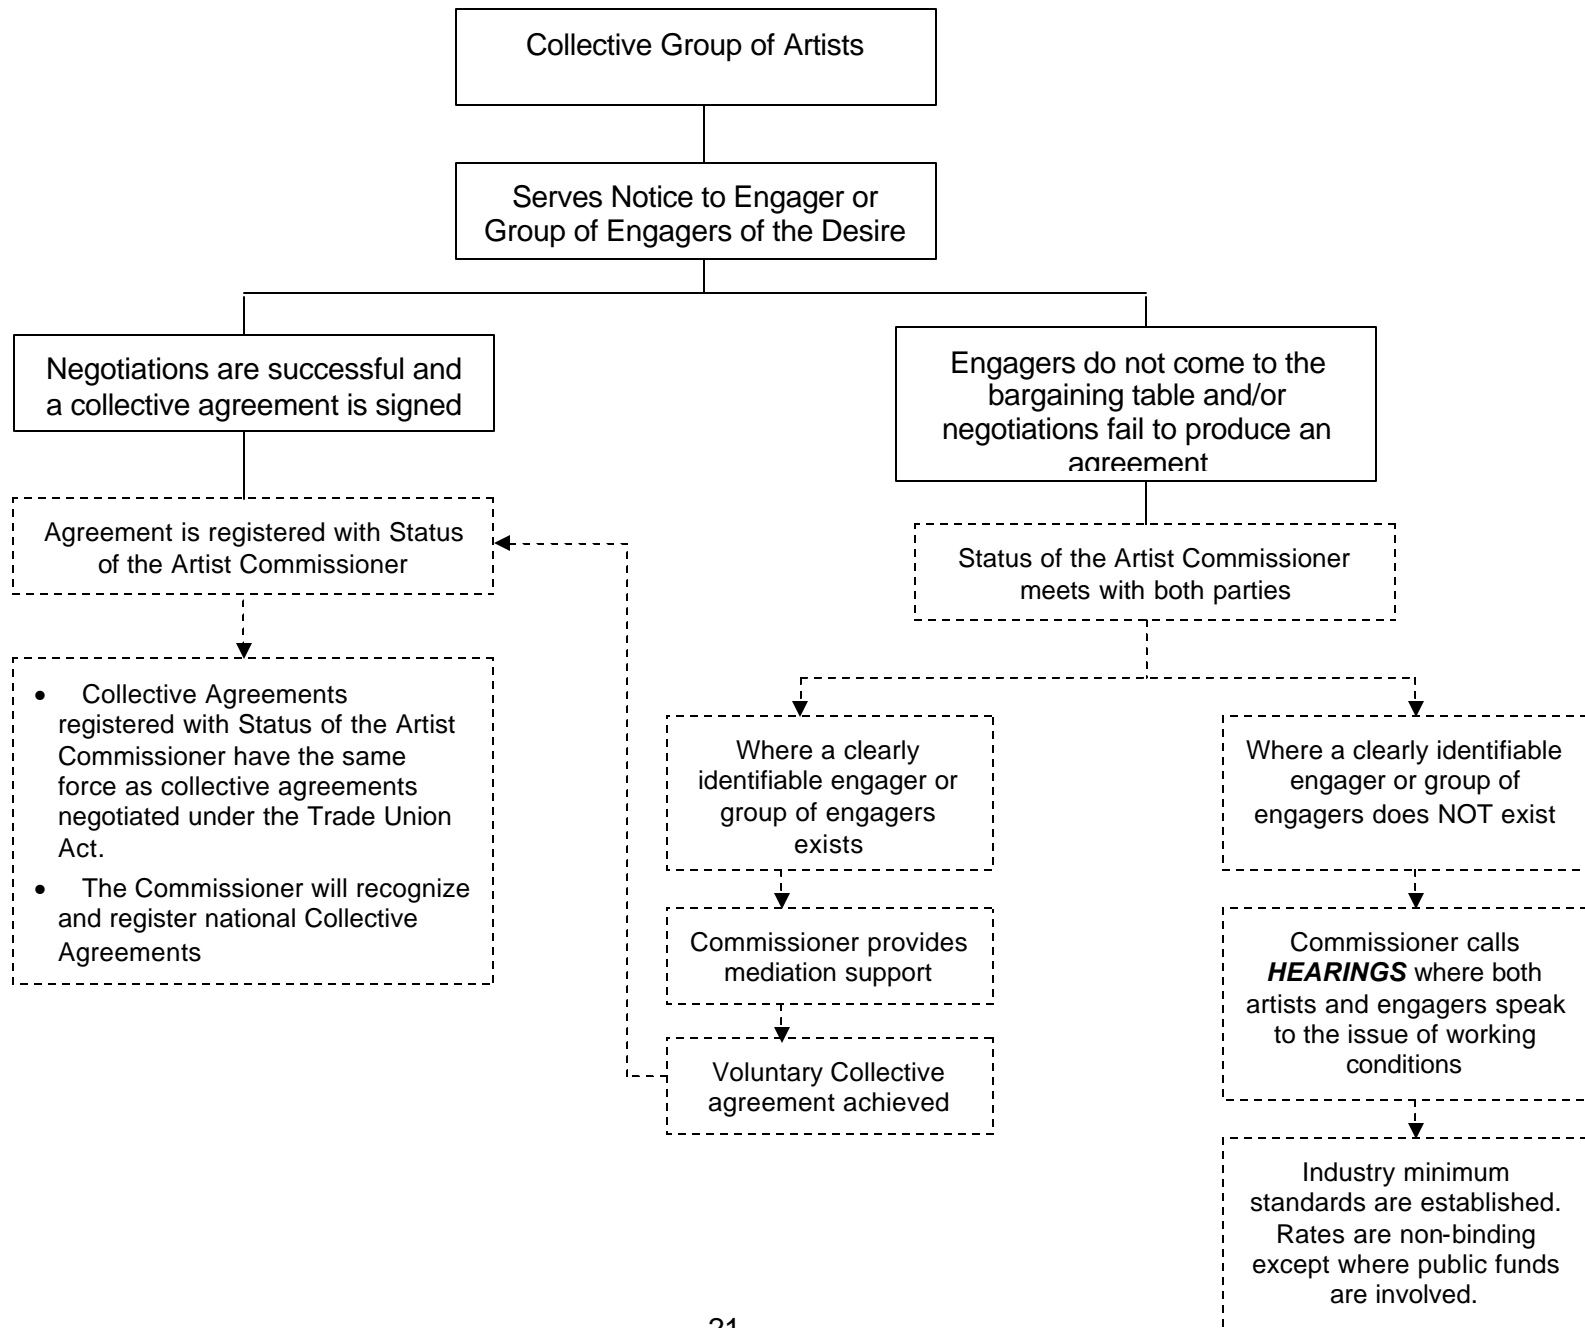 Collective Group of Artists
Serves Notice to Engager or
Group of Engagers of the Desire
Negotiations are successful and
a collective agreement is signed
Engagers do not come to the
bargaining table and/or
negotiations fail to produce an
agreement
Agreement is registered with Status
of the Artist Commissioner
Status of the Artist Commissioner
meets with both parties
• Collective Agreements
registered with Status of the Artist
Commissioner have the same
force as collective agreements
negotiated under the Trade Union
Act.
• The Commissioner will recognize
and register national Collective
Agreements
Where a clearly
identifiable engager or
group of engagers
exists
Where a clearly identifiable
engager or group of
engagers does NOT exist
Commissioner provides
mediation support
Commissioner calls
HEARINGS where both
artists and engagers speak
to the issue of working
conditions
Voluntary Collective
agreement achieved
Industry minimum
standards are established.
Rates are non-binding
except where public funds
are involved.
21